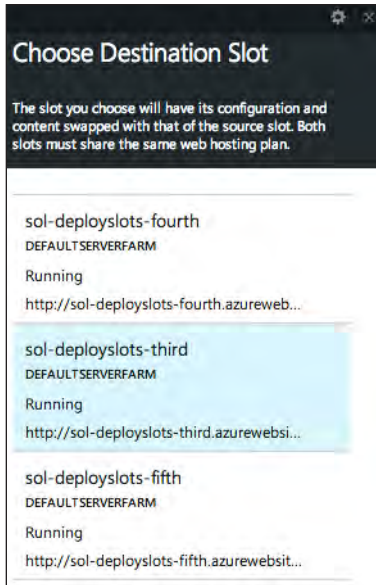 Choose Destination Slot
The slot you choose will have its configuration and
content swapped with that of the source slot. Both
slots must share the same web hosting plan.
sol-deployslots-fourth
DEFAULTSERVERFARM
Running
http://sol-deployslots-fourth.azureweb...
sol-deployslots-third
DEFAULTSERVERFARM
Running
http://sol-deployslots-third.azurewebsi...
sol-deployslots-fifth
DEFAULTSERVERFARM
Running
http://sol-deployslots-fifth.azurewebsit...